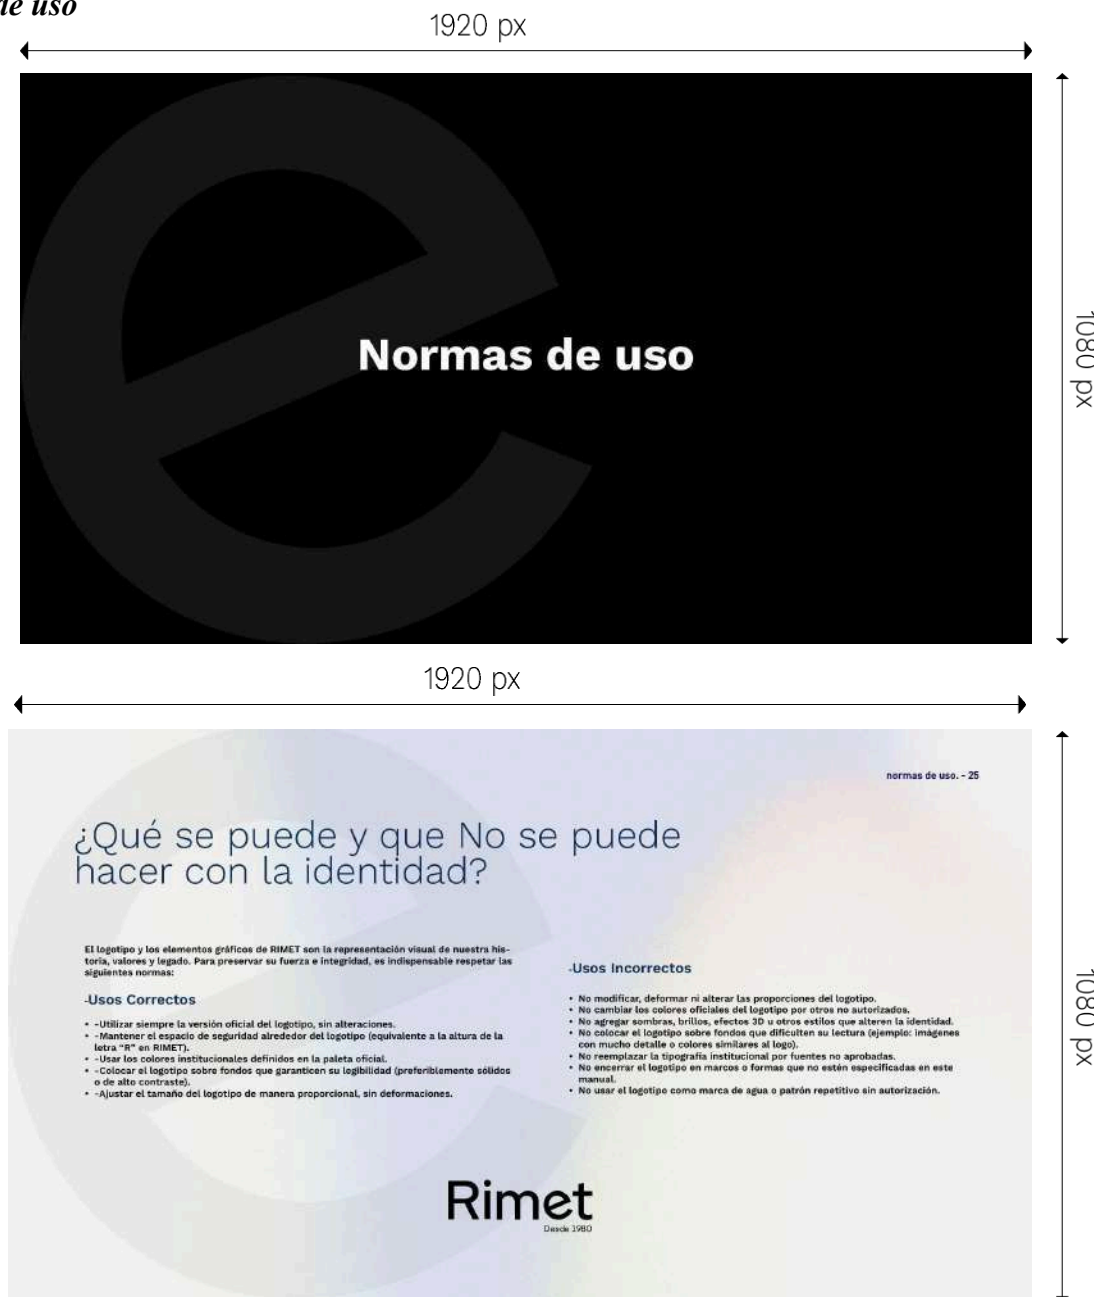 de uso
1920 px
1080 px
Normas de uso
1920 px
1080 px
normas de uso. - 25
¿Qué se puede y que No se puede
hacer con la identidad?
El logotipo y los elementos gráficos de RIMET son la representación visual de nuestra his-
toria, valores y legado. Para preservar su fuerza e integridad, es indispensable respetar las
siguientes normas:
-Usos Correctos
• -Utilizar siempre la versión oficial del logotipo, sin alteraciones.
• -Mantener el espacio de seguridad alrededor del logotipo (equivalente a la altura de la
letra "R" en RIMET).
• -Usar los colores institucionales definidos en la paleta oficial.
• -Colocar el logotipo sobre fondos que garanticen su legibilidad (preferiblemente sólidos
o de alto contraste).
• -Ajustar el tamaño del logotipo de manera proporcional, sin deformaciones.
-Usos Incorrectos
• No modificar, deformar ni alterar las proporciones del logotipo.
• No cambiar los colores oficiales del logotipo por otros no autorizados.
• No agregar sombras, brillos, efectos 3D u otros estilos que alteren la identidad.
• No colocar el logotipo sobre fondos que dificulten su lectura (ejemplo: imágenes
con mucho detalle o colores similares al logo).
• No reemplazar la tipografía institucional por fuentes no aprobadas.
• No encerrar el logotipo en marcos o formas que no estén especificadas en este
manual.
• No usar el logotipo como marca de agua o patrón repetitivo sin autorización.
Rimet
Desde 1980